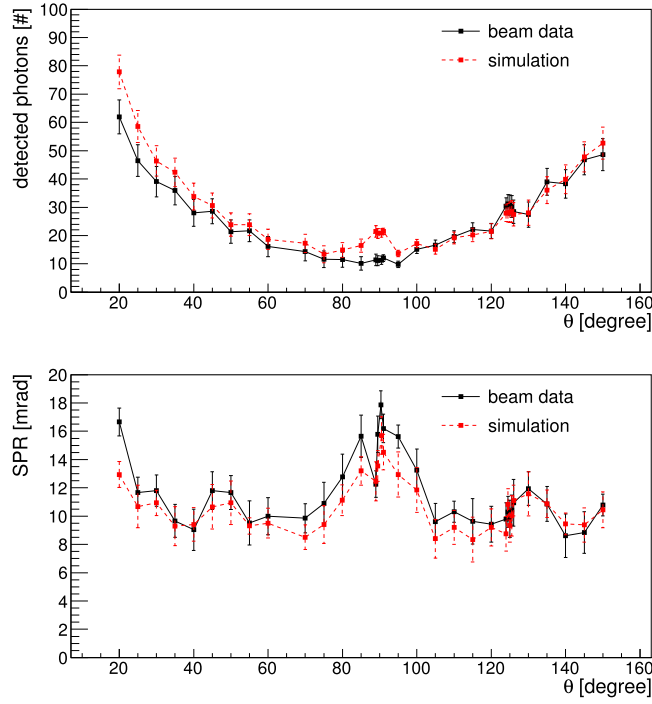 detected photons [#]
100
90
80
70
60
50
40
30
20
10
0
beam data
simulation
20 40 60 80 100 120 140 160
θ [degree]
SPR [mrad]
20
18
16
14
12
10
8
6
4
2
0
beam data
simulation
20 40 60 80 100 120 140 160
θ [degree]